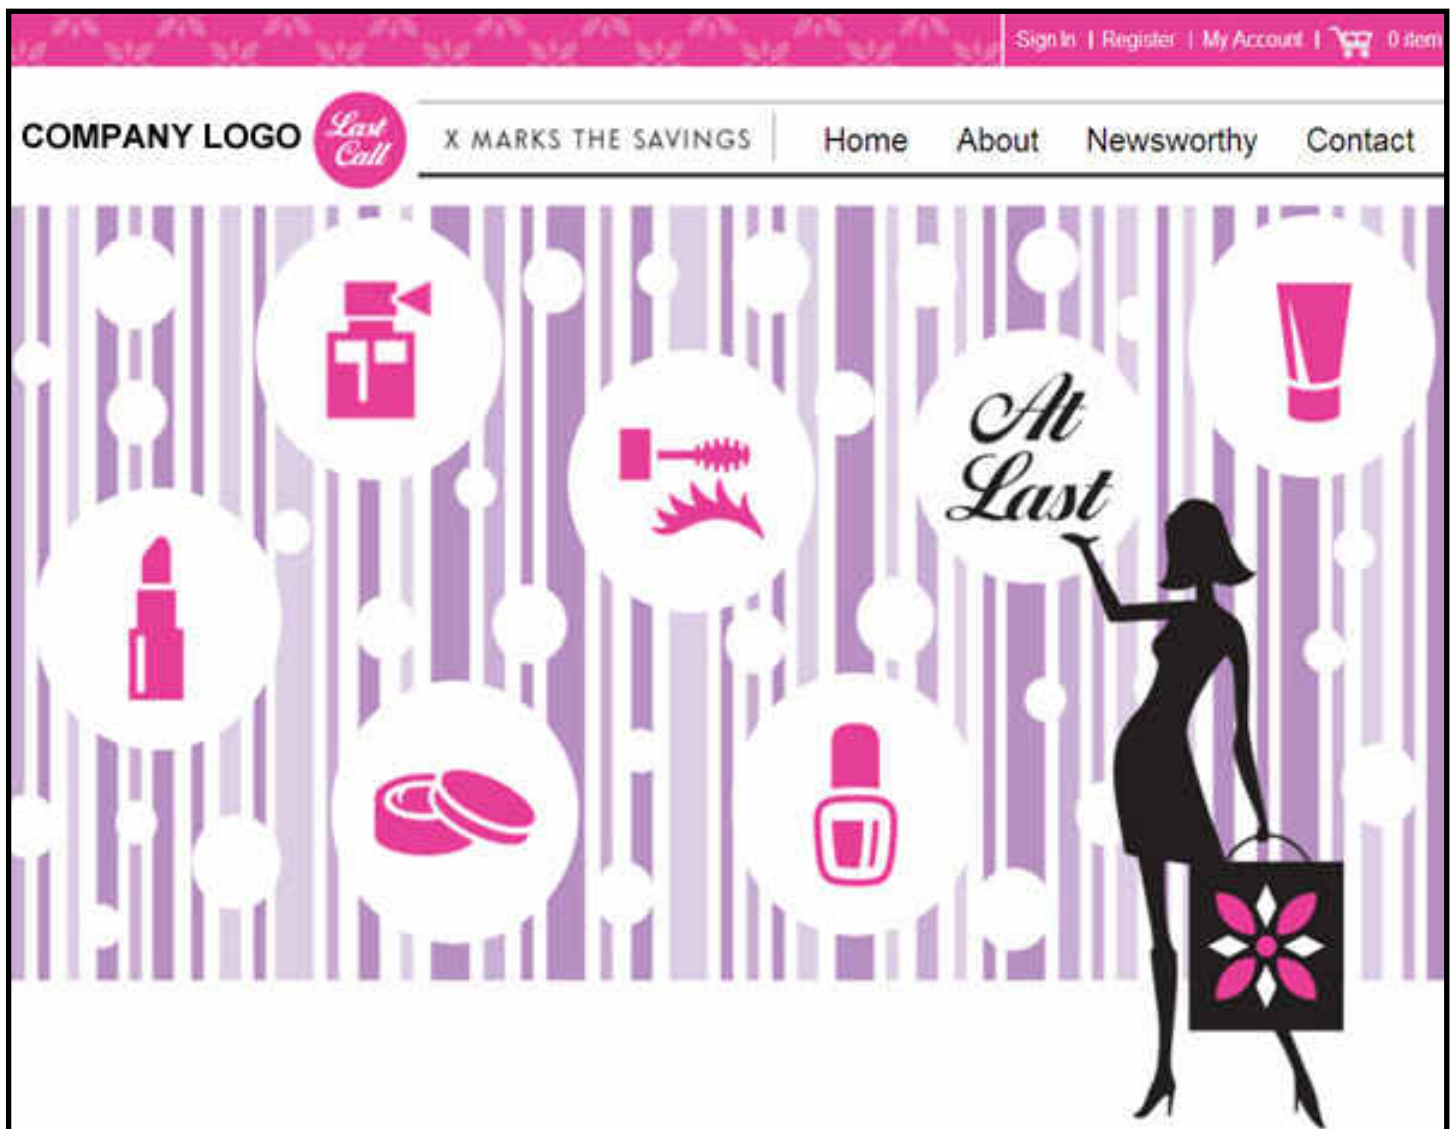 Sign In | Register | My Account | 0 item
COMPANY LOGO
Last
Call
X MARKS THE SAVINGS
Home About Newsworthy Contact
At
Last